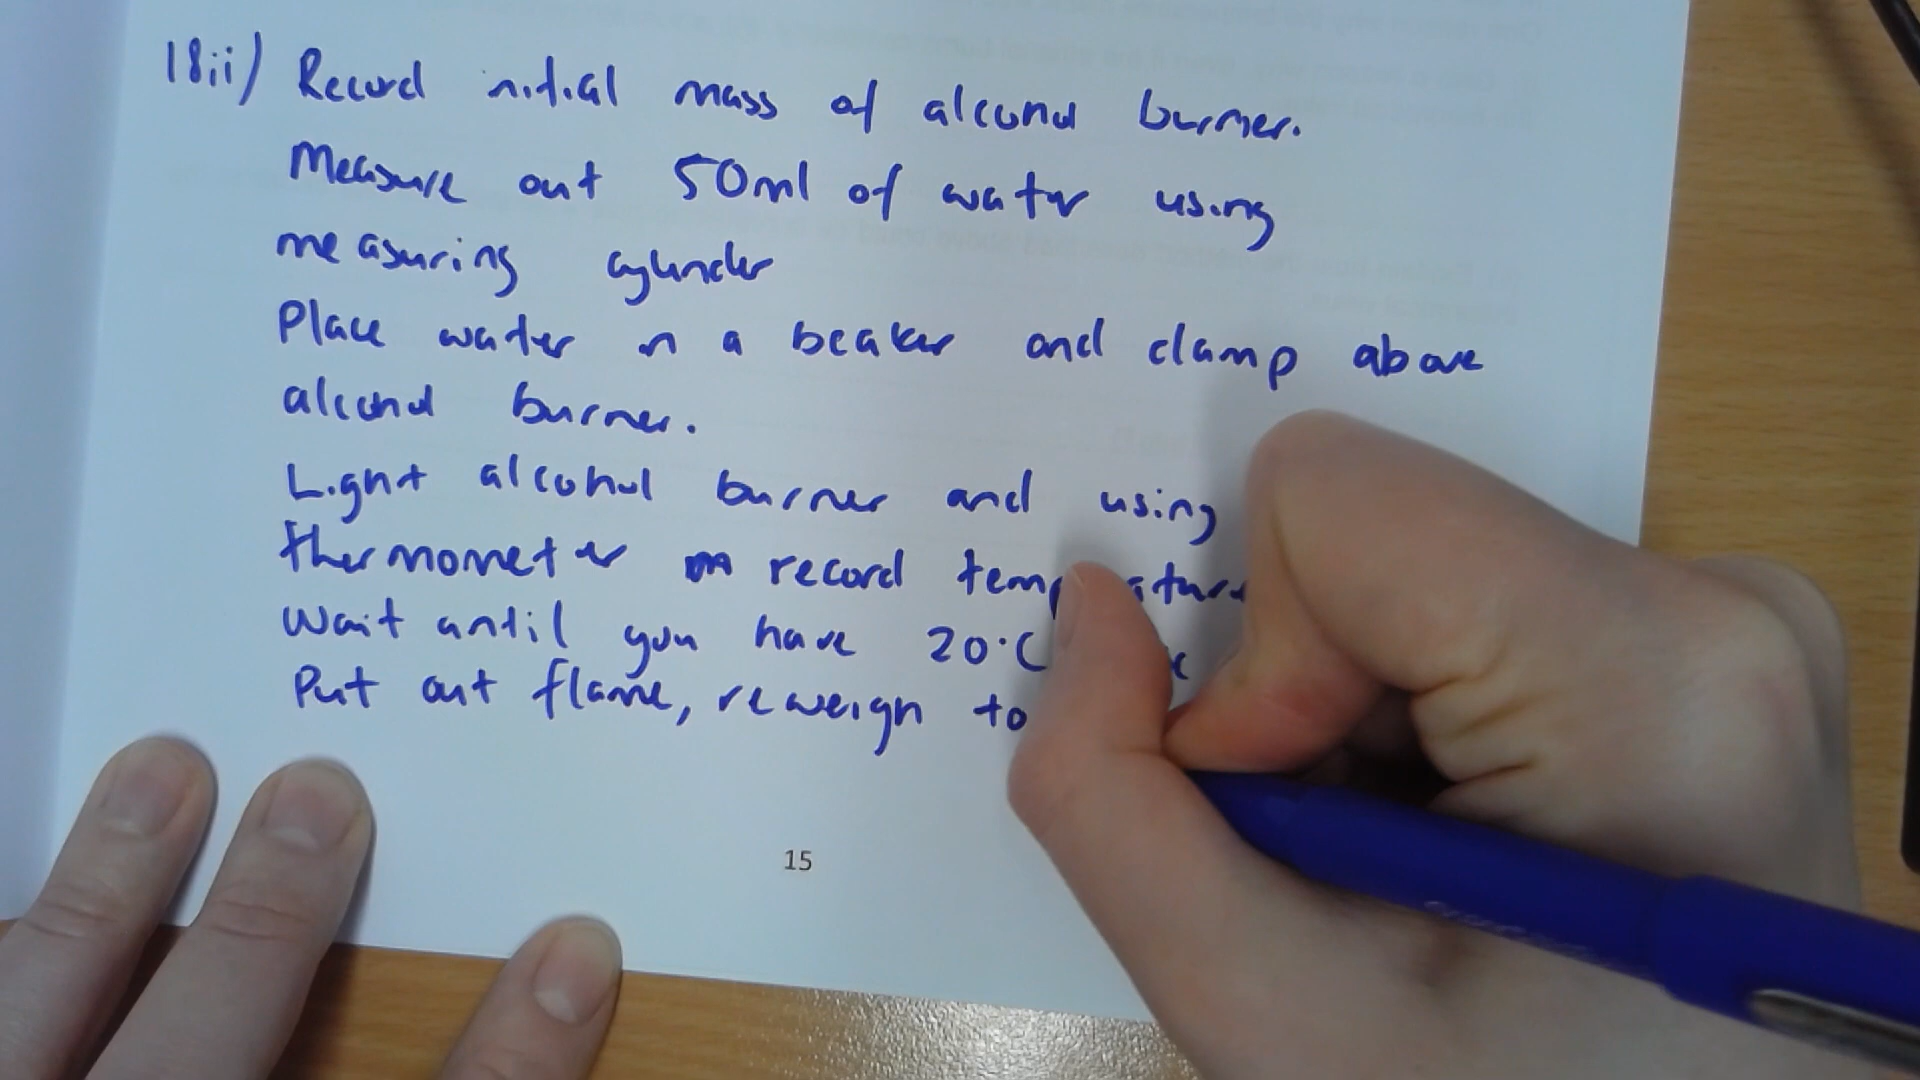 18ii) Record initial mass of alcohol burner.
Measure out 50ml of water using
measuring cylinder
Place water in a beaker and clamp above
alcohol burner.
Light alcohol burner and using
thermometer record
Wait until you have 20°C
Put out flame, reweigh to
15